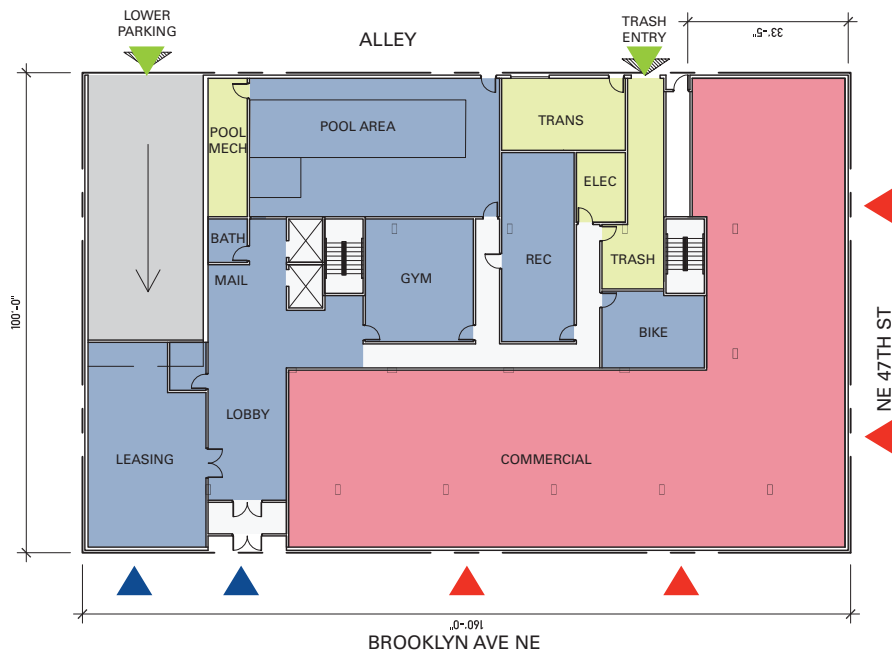 LOWER
PARKING
ALLEY
TRASH
ENTRY
33'-5"
POOL AREA
TRANS
POOL
MECH
ELEC
BATH
MAIL
GYM
REC
TRASH
BIKE
100'-0"
NE 47TH ST
LOBBY
LEASING
COMMERCIAL
160'-0"
BROOKLYN AVE NE